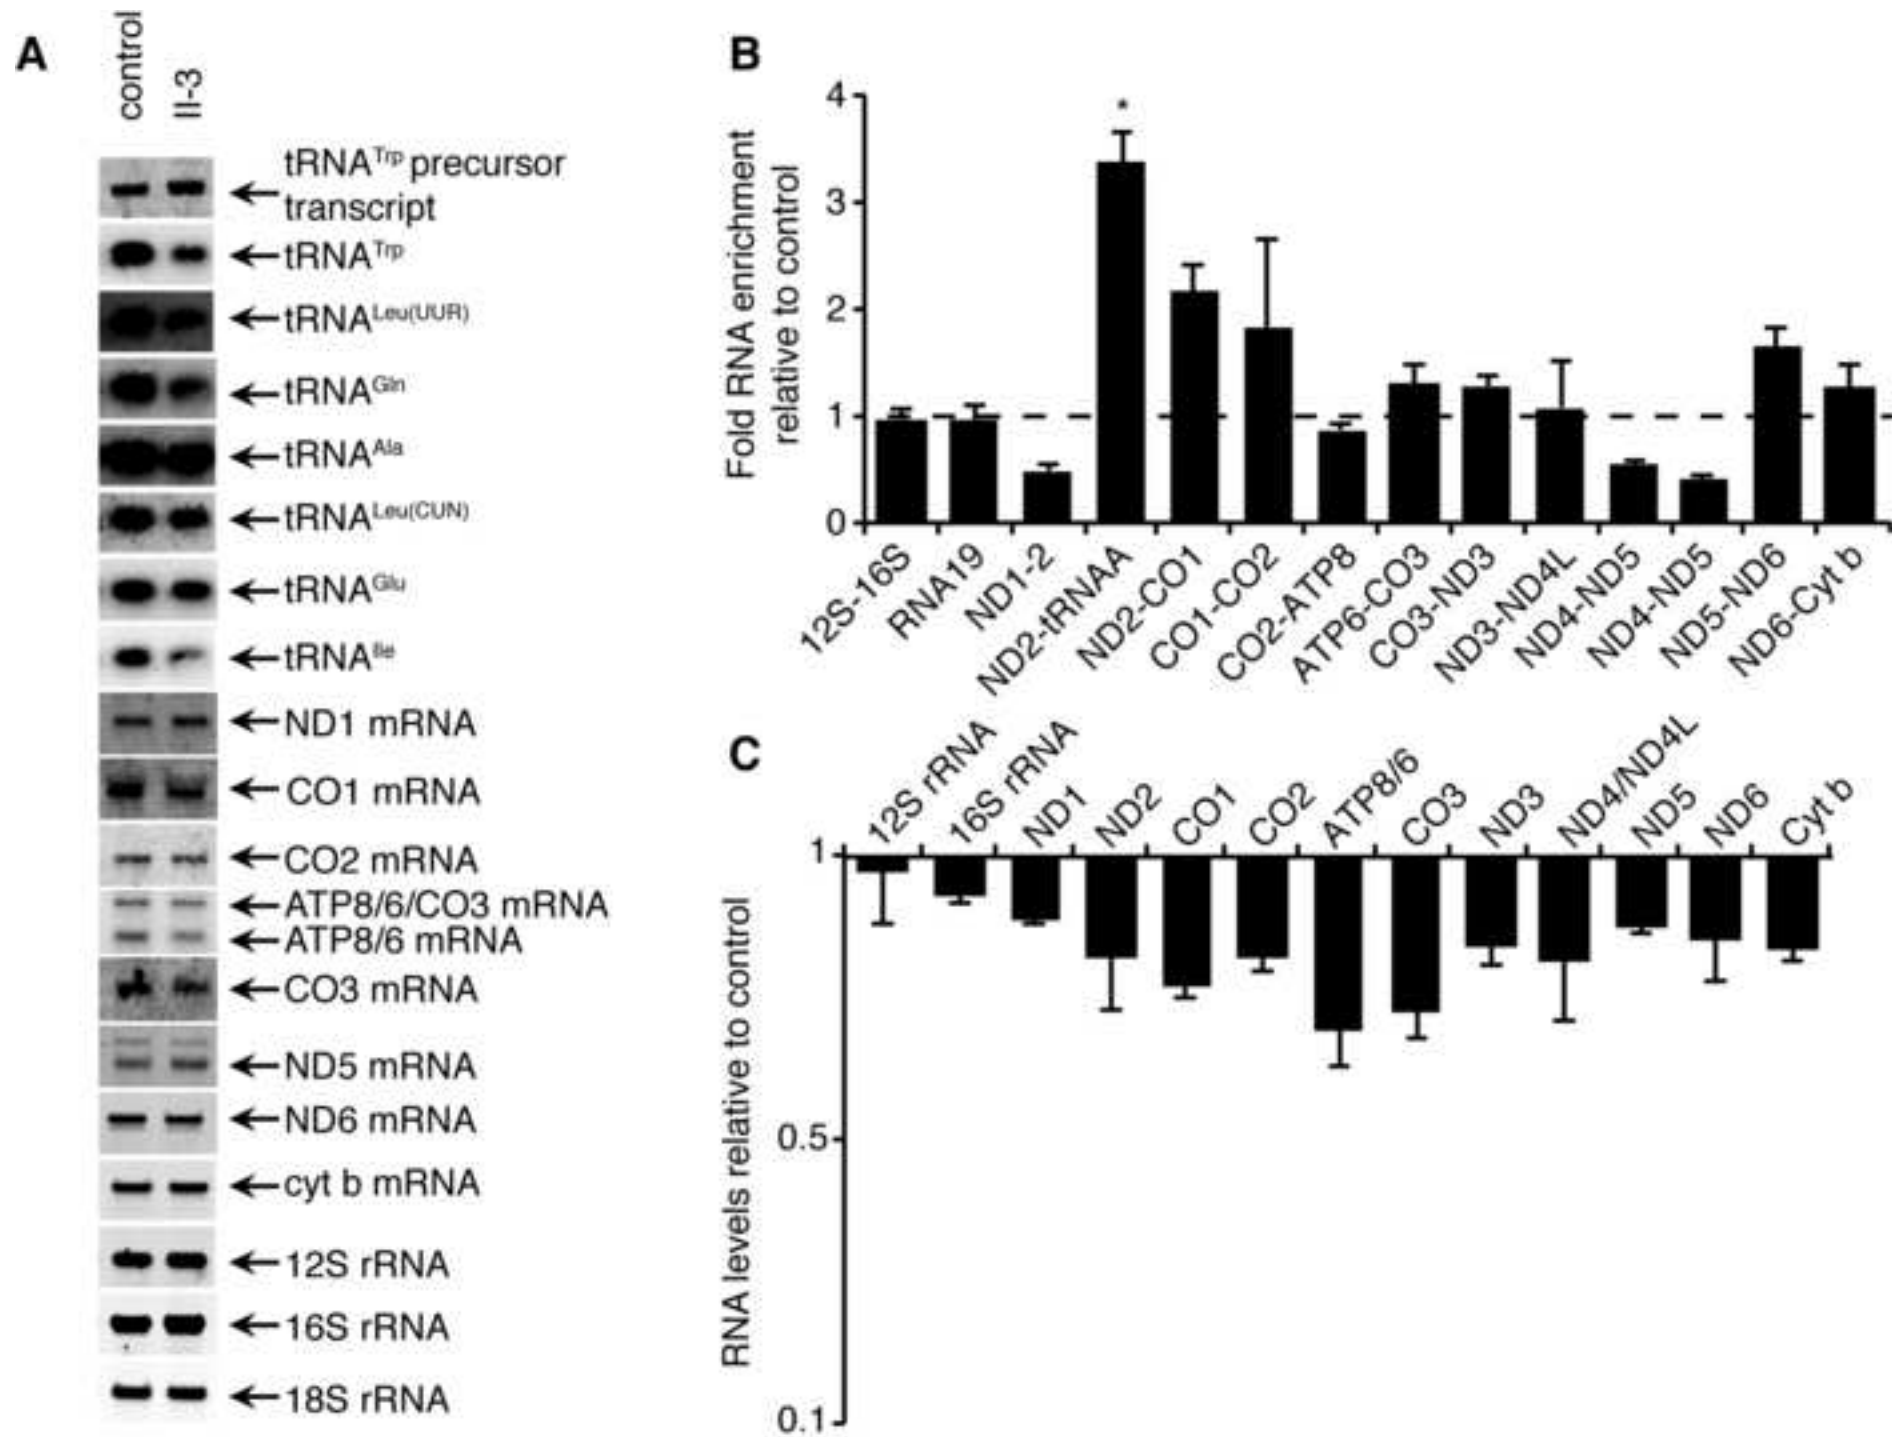 A
control
II-3
tRNATrp precursor
transcript
tRNATrp
tRNALeu(UUR)
tRNAGln
tRNAAla
tRNALeu(CUN)
tRNAGlu
tRNAIle
ND1 mRNA
CO1 mRNA
CO2 mRNA
ATP8/6/CO3 mRNA
ATP8/6 mRNA
CO3 mRNA
ND5 mRNA
ND6 mRNA
cyt b mRNA
12S rRNA
16S rRNA
18S rRNA
B
Fold RNA enrichment
relative to control
4
3
2
1
0
*
12S-16S
RNA19
ND1-2
ND2-tRNAA
ND2-CO1
CO1-CO2
CO2-ATP8
ATP6-CO3
CO3-ND3
ND3-ND4L
ND4-ND5
ND4-ND5
ND5-ND6
ND6-Cyt b
C
12S rRNA
16S rRNA
ND1
ND2
CO1
CO2
ATP8/6
CO3
ND3
ND4/ND4L
ND5
ND6
Cyt b
RNA levels relative to control
1
0.5
0.1